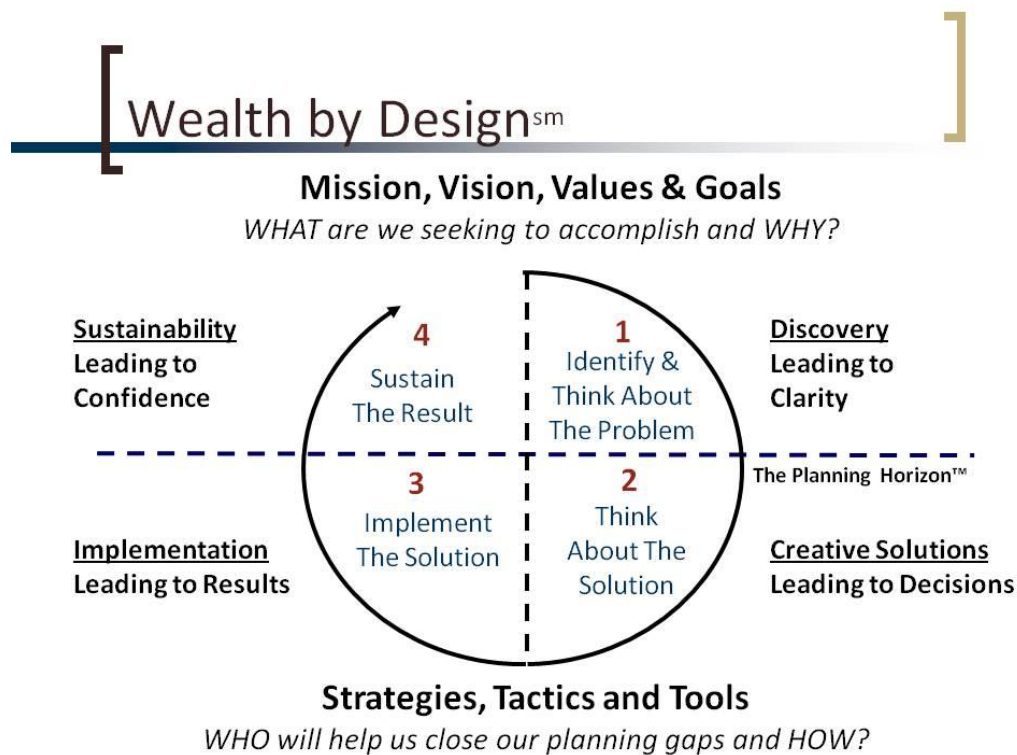 Wealth by Design℠
Mission, Vision, Values & Goals
WHAT are we seeking to accomplish and WHY?
Sustainability
Leading to
Confidence
4
Sustain
The Result
1
Identify &
Think About
The Problem
Discovery
Leading to
Clarity
The Planning Horizon™
3
Implement
The Solution
2
Think
About The
Solution
Implementation
Leading to Results
Creative Solutions
Leading to Decisions
Strategies, Tactics and Tools
WHO will help us close our planning gaps and HOW?